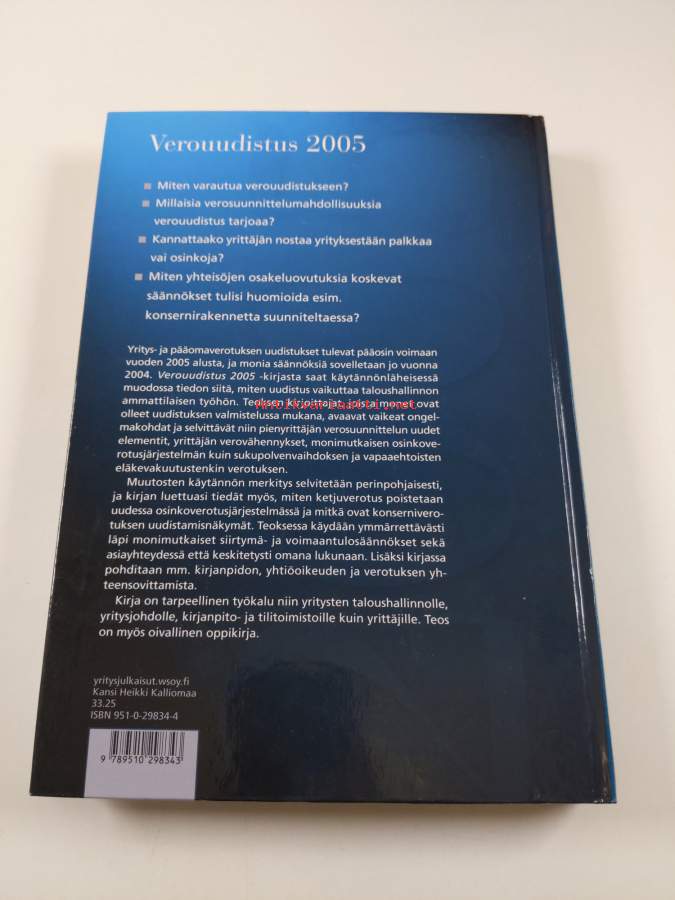 Verouudistus 2005
Miten varautua verouudistukseen?
Millaisia verosuunnittelumahdollisuuksia
verouudistus tarjoaa?
Kannattaako yrittäjän nostaa yrityksestään palkkaa
vai osinkoja?
Miten yhteisöjen osakeluovutuksia koskevat
säännökset tulisi huomioida esim.
konsernirakennetta suunniteltaessa?
Yritys- ja pääomaverotuksen uudistukset tulevat pääosin voimaan
vuoden 2005 alusta, ja monia säännöksiä sovelletaan jo vuonna
2004. Verouudistus 2005 -kirjasta saat käytännönläheisessä
muodossa tiedon siitä, miten uudistus vaikuttaa taloushallinnon
ammattilaisen työhön. Teoksen kirjoittajat, joista monet ovat
olleet uudistuksen valmistelussa mukana, avaavat vaikeat ongel-
makohdat ja selvittävät niin pienyrittäjän verosuunnittelun uudet
elementit, yrittäjän verovähennykset, monimutkaisen osinkove-
rotusjärjestelmän kuin sukupolvenvaihdoksen ja vapaaehtoisten
eläkevakuutustenkin verotuksen.
Muutosten käytännön merkitys selvitetään perinpohjaisesti,
ja kirjan luettuasi tiedät myös, miten ketjuverotus poistetaan
uudessa osinkoverotusjärjestelmässä ja mitkä ovat konsernivero-
tuksen uudistamisnäkymät. Teoksessa käydään ymmärrettävästi
läpi monimutkaiset siirtymä- ja voimaantulosäännökset sekä
asiayhteydessä että keskitetysti omana lukunaan. Lisäksi kirjassa
pohditaan mm. kirjanpidon, yhtiöoikeuden ja verotuksen yh-
teensovittamista.
Kirja on tarpeellinen työkalu niin yritysten taloushallinnolle,
yritysjohdolle, kirjanpito- ja tilitoimistoille kuin yrittäjille. Teos
on myös oivallinen oppikirja.
yritysjulkaisut.wsoy.fi
Kansi Heikki Kalliomaa
33.25
ISBN 951-0-29834-4
9 789510 298343